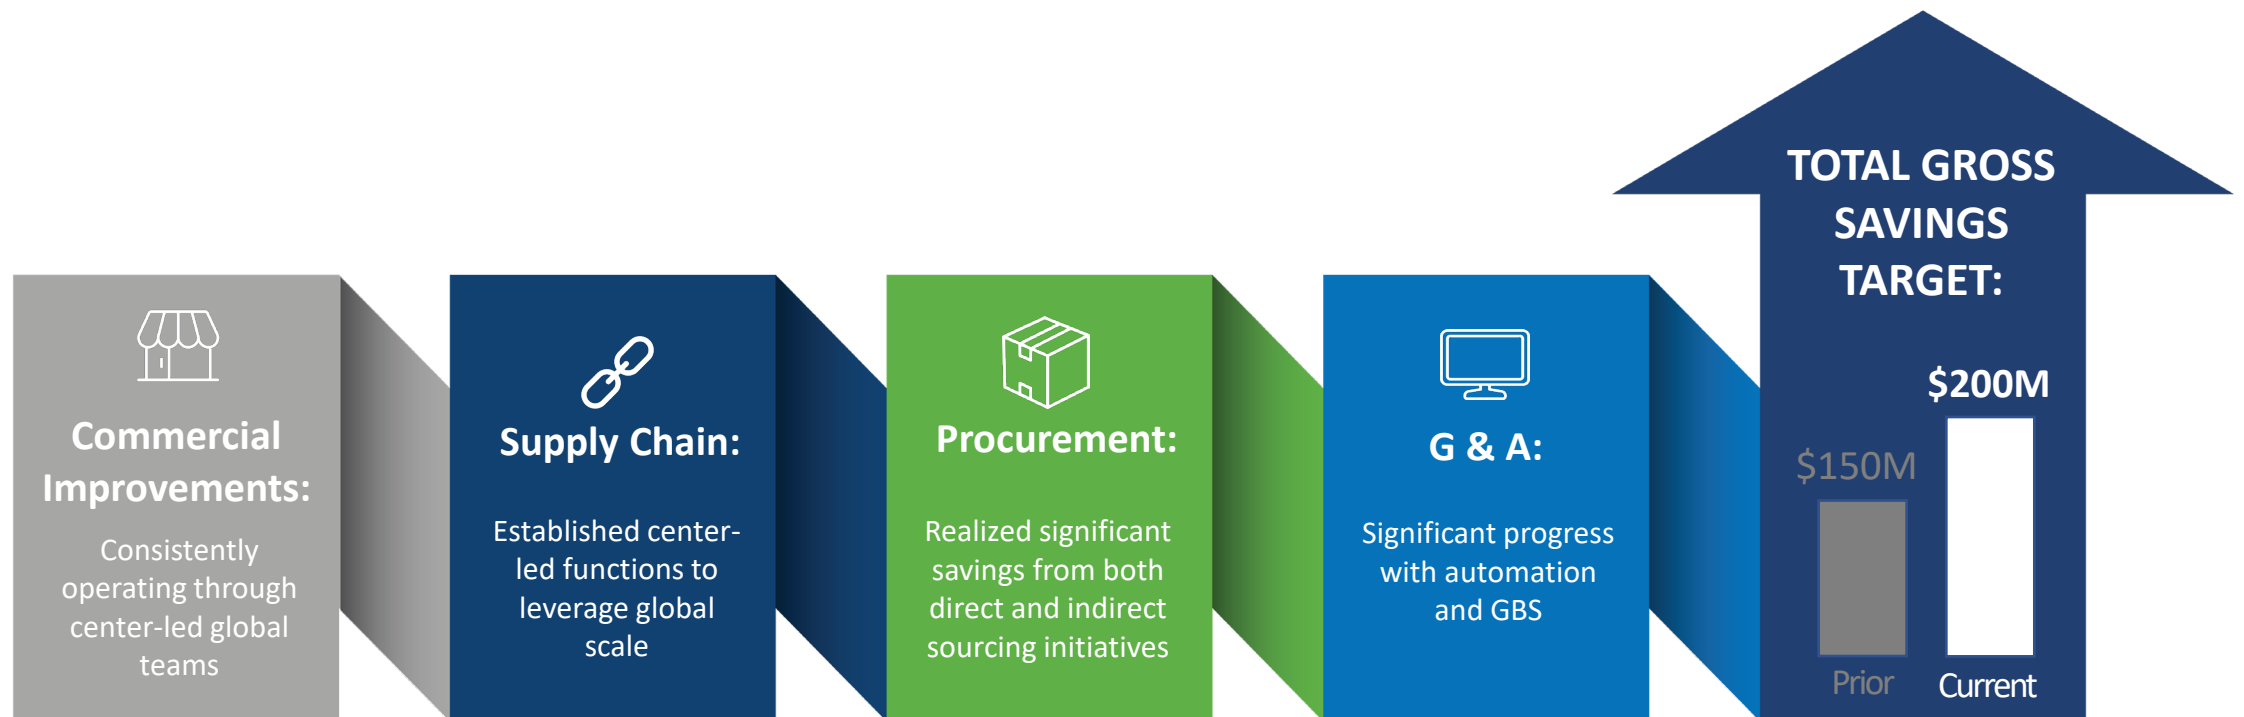 Commercial
Improvements:
Consistently
operating through
center-led global
teams
Supply Chain:
Established center-
led functions to
leverage global
scale
Procurement:
Realized significant
savings from both
direct and indirect
sourcing initiatives
G & A:
Significant progress
with automation
and GBS
TOTAL GROSS
SAVINGS
TARGET:
$150M
$200M
Prior
Current